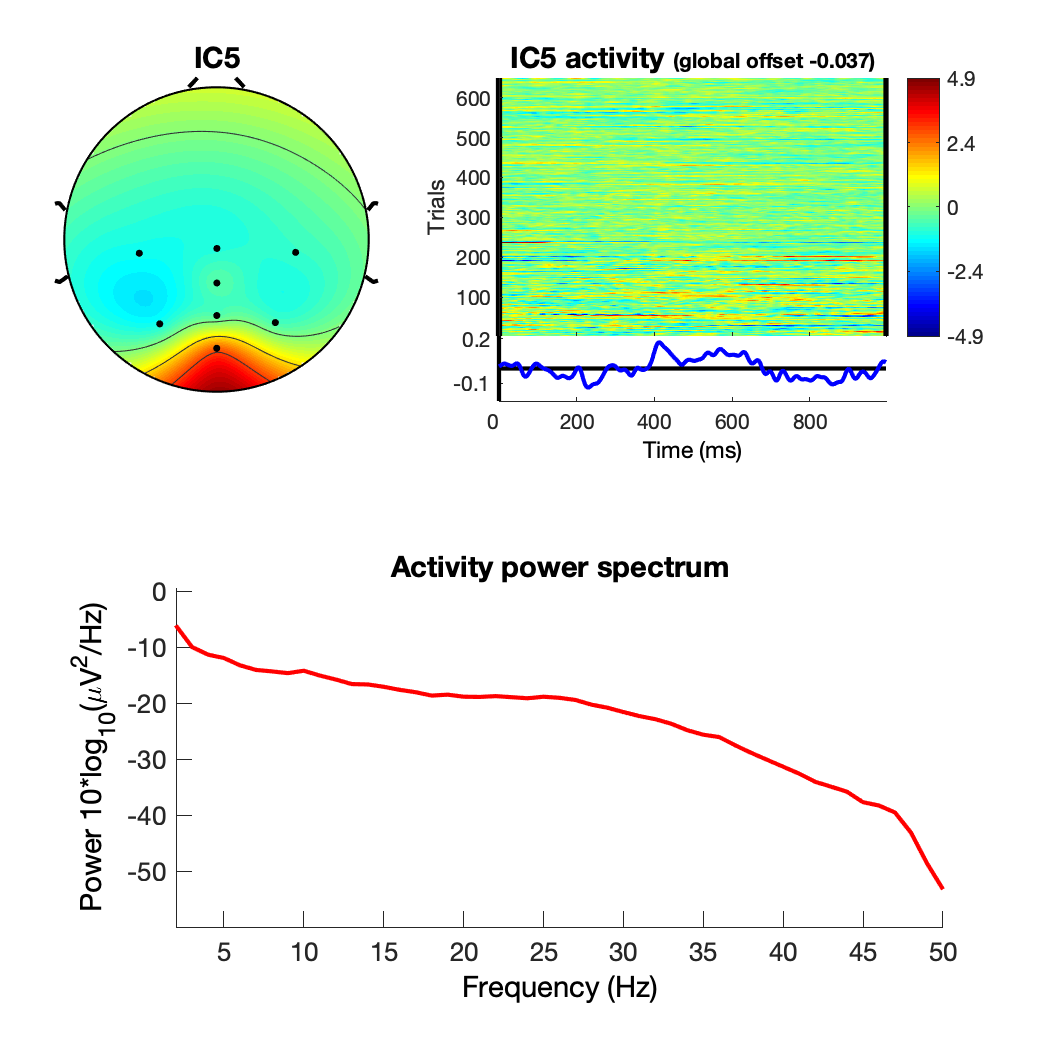 IC5
IC5 activity (global offset -0.037)
Trials
600
500
400
300
200
100
4.9
2.4
0
-2.4
-4.9
0.2
-0.1
0 200 400 600 800
Time (ms)
Activity power spectrum
Power 10*log10(μV2/Hz)
0
-10
-20
-30
-40
-50
5 10 15 20 25 30 35 40 45 50
Frequency (Hz)